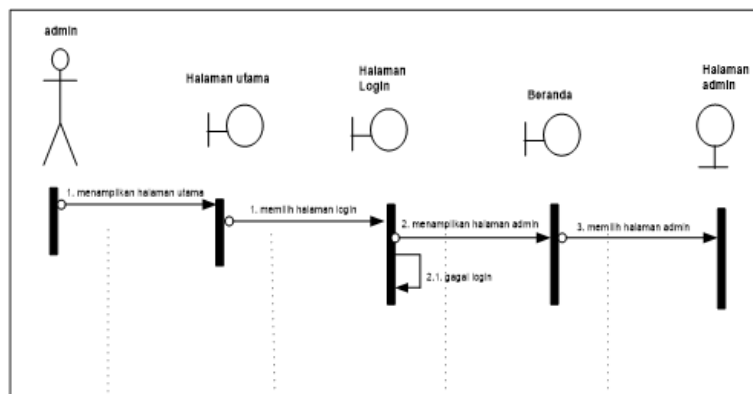 admin
Halaman utama
Halaman
Login
Beranda
Halaman
admin
1. menampilkan halaman utama
1. memilih halaman login
2. menampilkan halaman admin
3. memilih halaman admin
2.1. gagal login